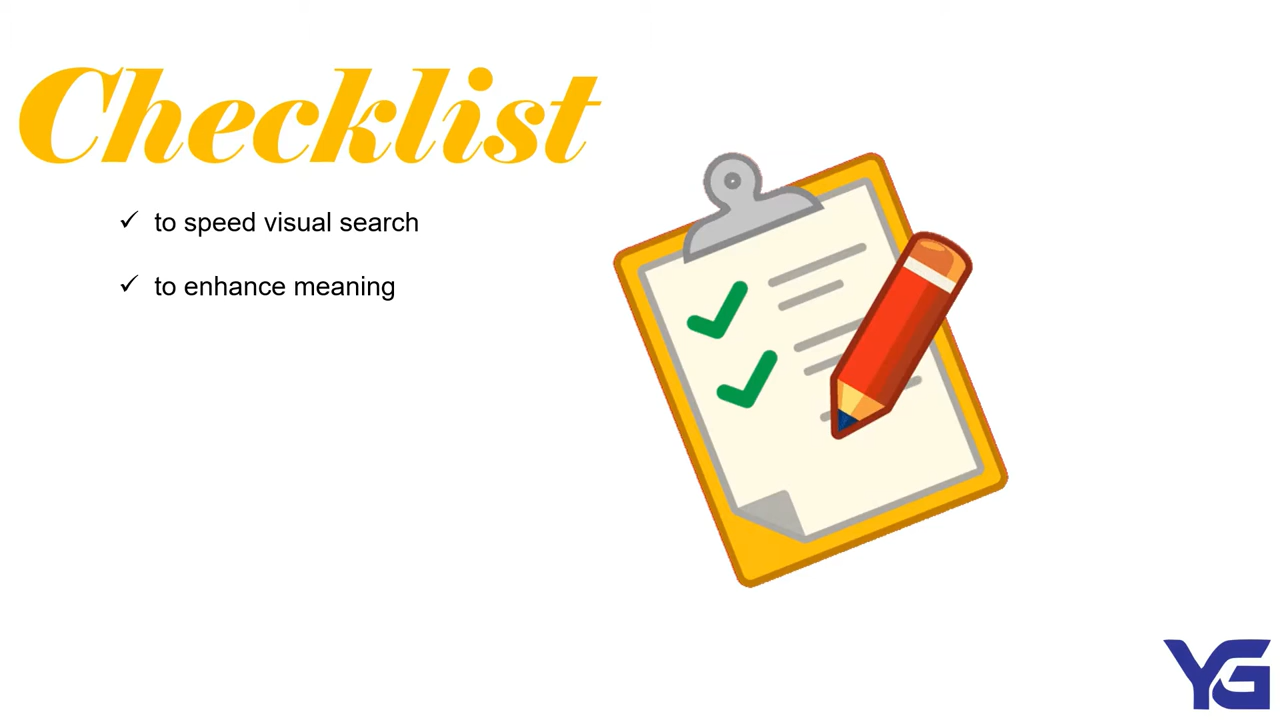 Checklist
✓ to speed visual search
✓ to enhance meaning
YG